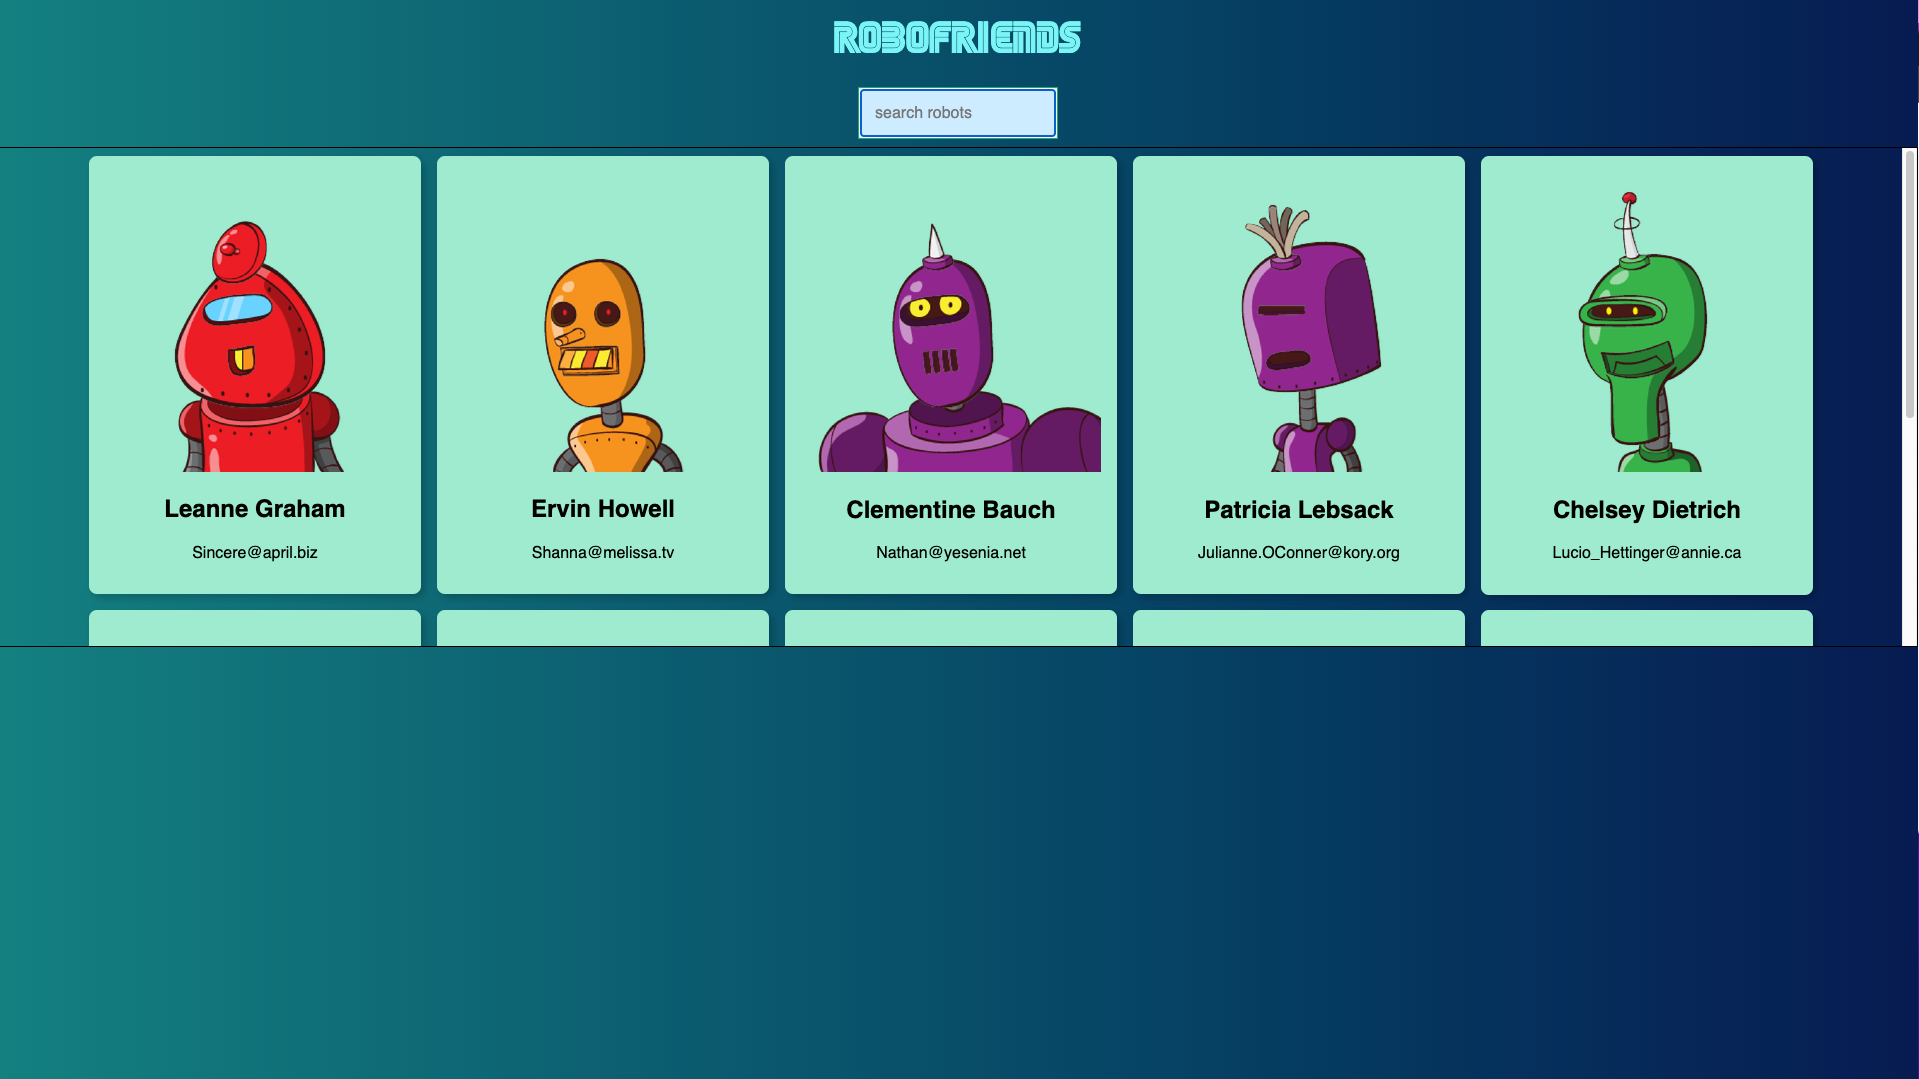 ROBOFRIENDS
search robots
Leanne Graham
Sincere@april.biz
Ervin Howell
Shanna@melissa.tv
Clementine Bauch
Nathan@yesenia.net
Patricia Lebsack
Julianne.OConner@kory.org
Chelsey Dietrich
Lucio_Hettinger@annie.ca